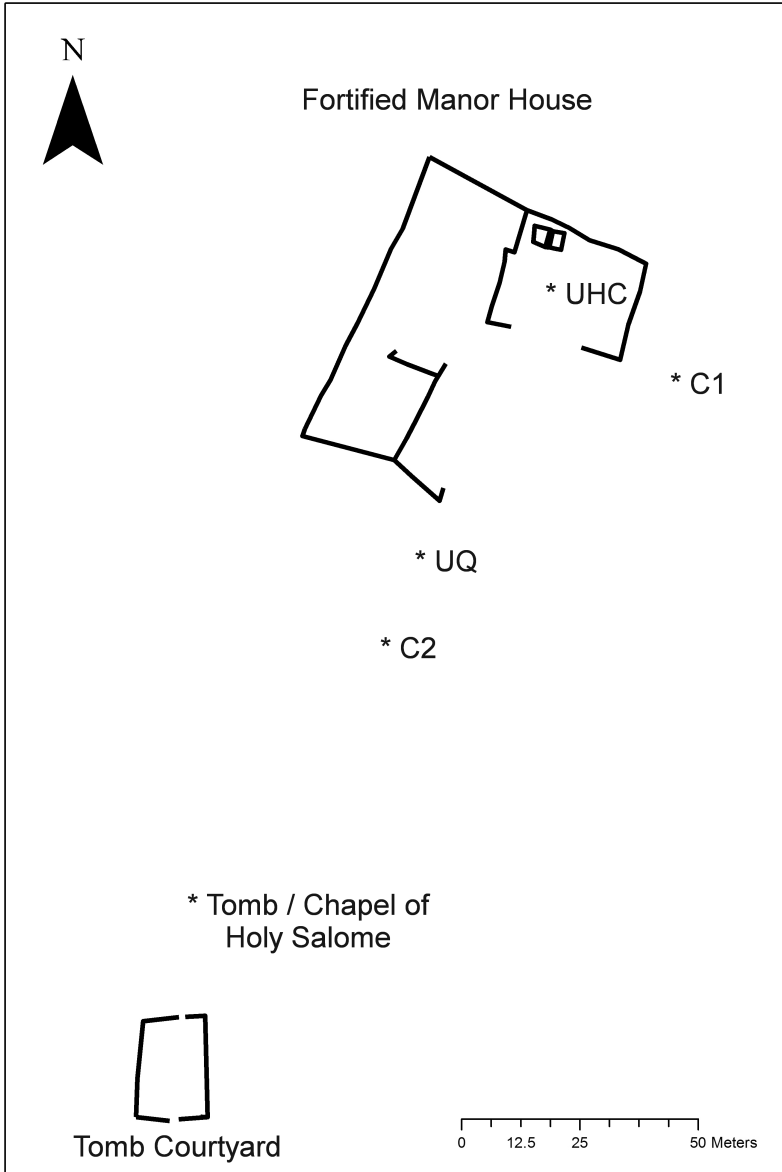 N
Fortified Manor House
* UHC
* C1
* UQ
* C2
* Tomb / Chapel of
Holy Salome
Tomb Courtyard
0 12.5 25 50 Meters